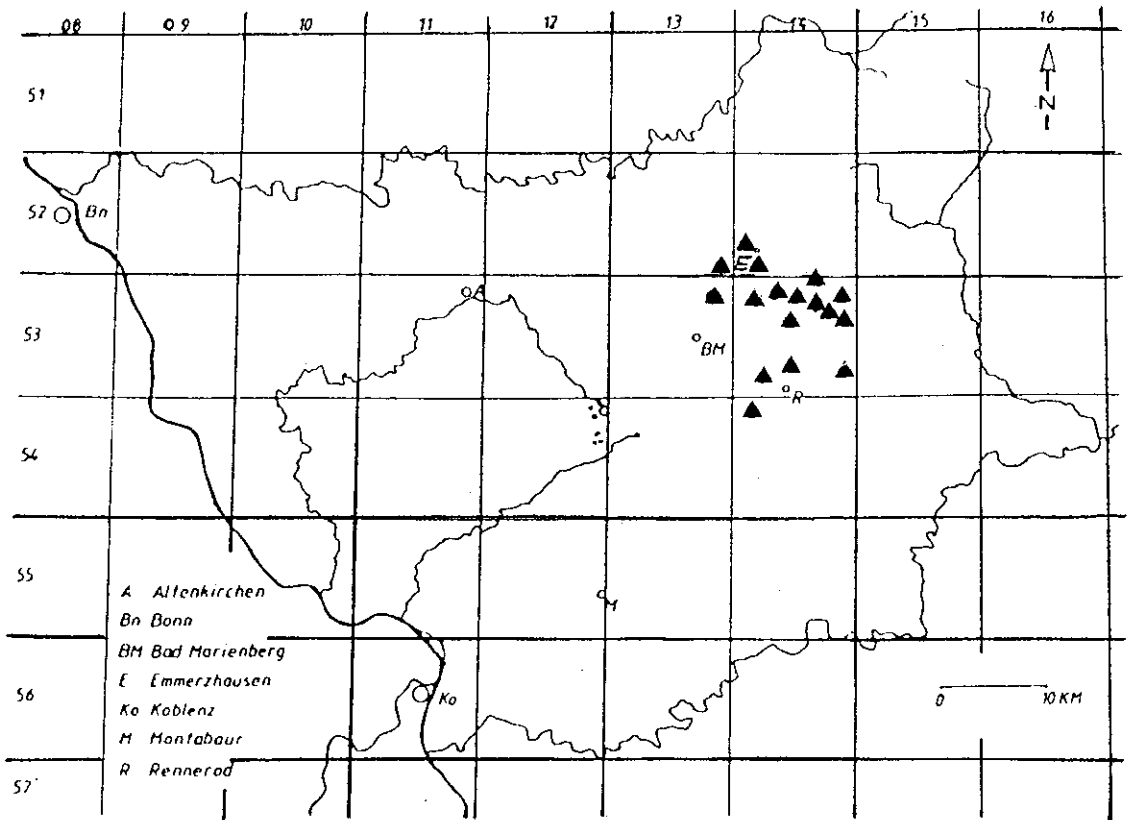 08 09 10 11 12 13 14 15 16
N
51
52
Bn
E
A
53
BM
R
54
55
M
A Altenkirchen
Bn Bonn
BM Bad Marienberg
E Emmerzhausen
Ko Koblenz
M Montabaur
R Rennerod
56
Ko
0 10 KM
57